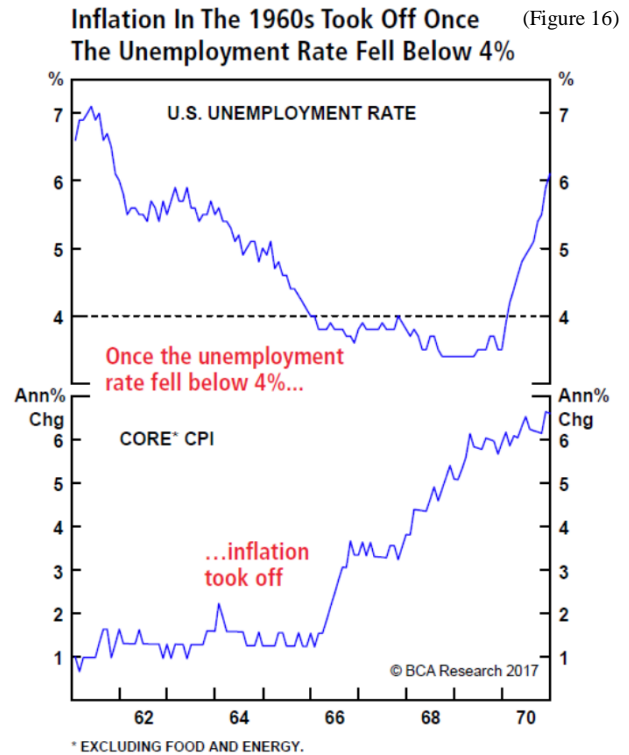 Inflation In The 1960s Took Off Once
(Figure 16)
The Unemployment Rate Fell Below 4%
% %
U.S. UNEMPLOYMENT RATE
7 7
6 6
5 5
4 4
Once the unemployment
rate fell below 4%...
Ann% Ann%
Chg Chg
CORE* CPI
6 6
5 5
4 4
...inflation
took off
3 3
2 2
1 1
© BCA Research 2017
62 64 66 68 70
* EXCLUDING FOOD AND ENERGY.